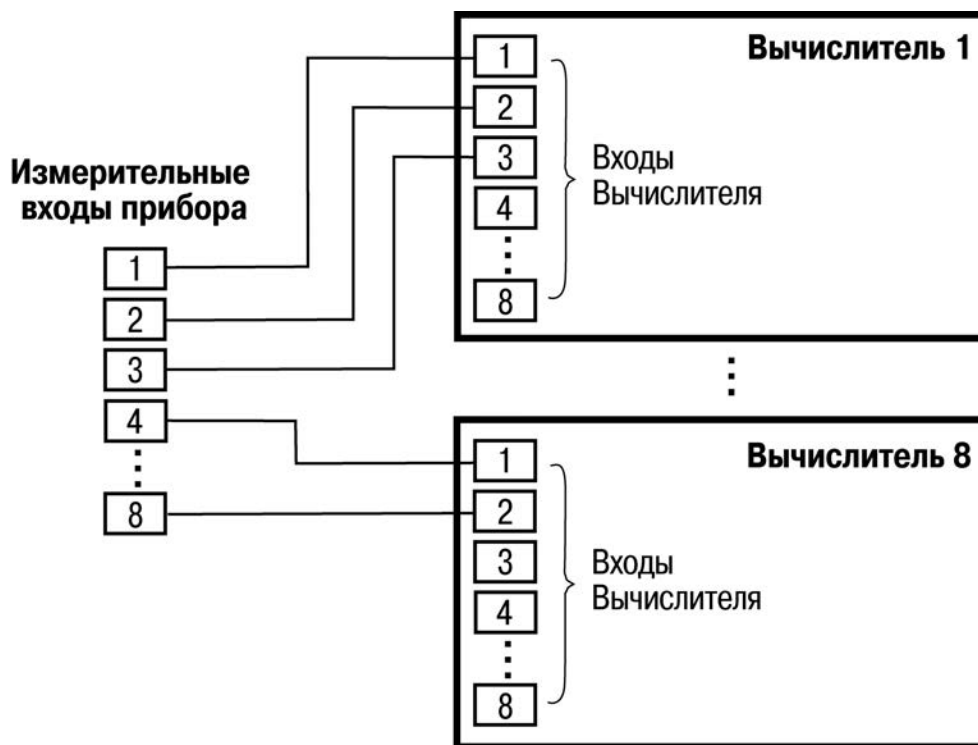 Измерительные
входы прибора
1
2
3
4
8
Вычислитель 1
1
2
3
4
8
Входы
Вычислителя
Вычислитель 8
1
2
3
4
8
Входы
Вычислителя